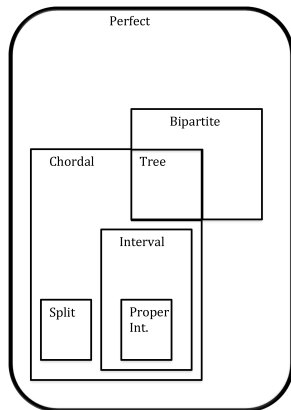 Perfect
Bipartite
Chordal
Tree
Interval
Split
Proper
Int.